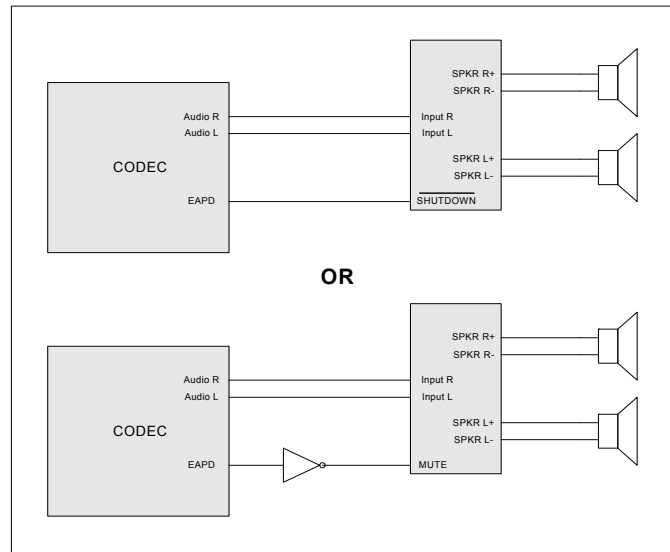 SPKR R+
SPKR R-
Audio R
Input R
Audio L
Input L
CODEC
SPKR L+
SPKR L-
EAPD
SHUTDOWN
OR
SPKR R+
SPKR R-
Audio R
Input R
Audio L
Input L
CODEC
SPKR L+
SPKR L-
EAPD
MUTE